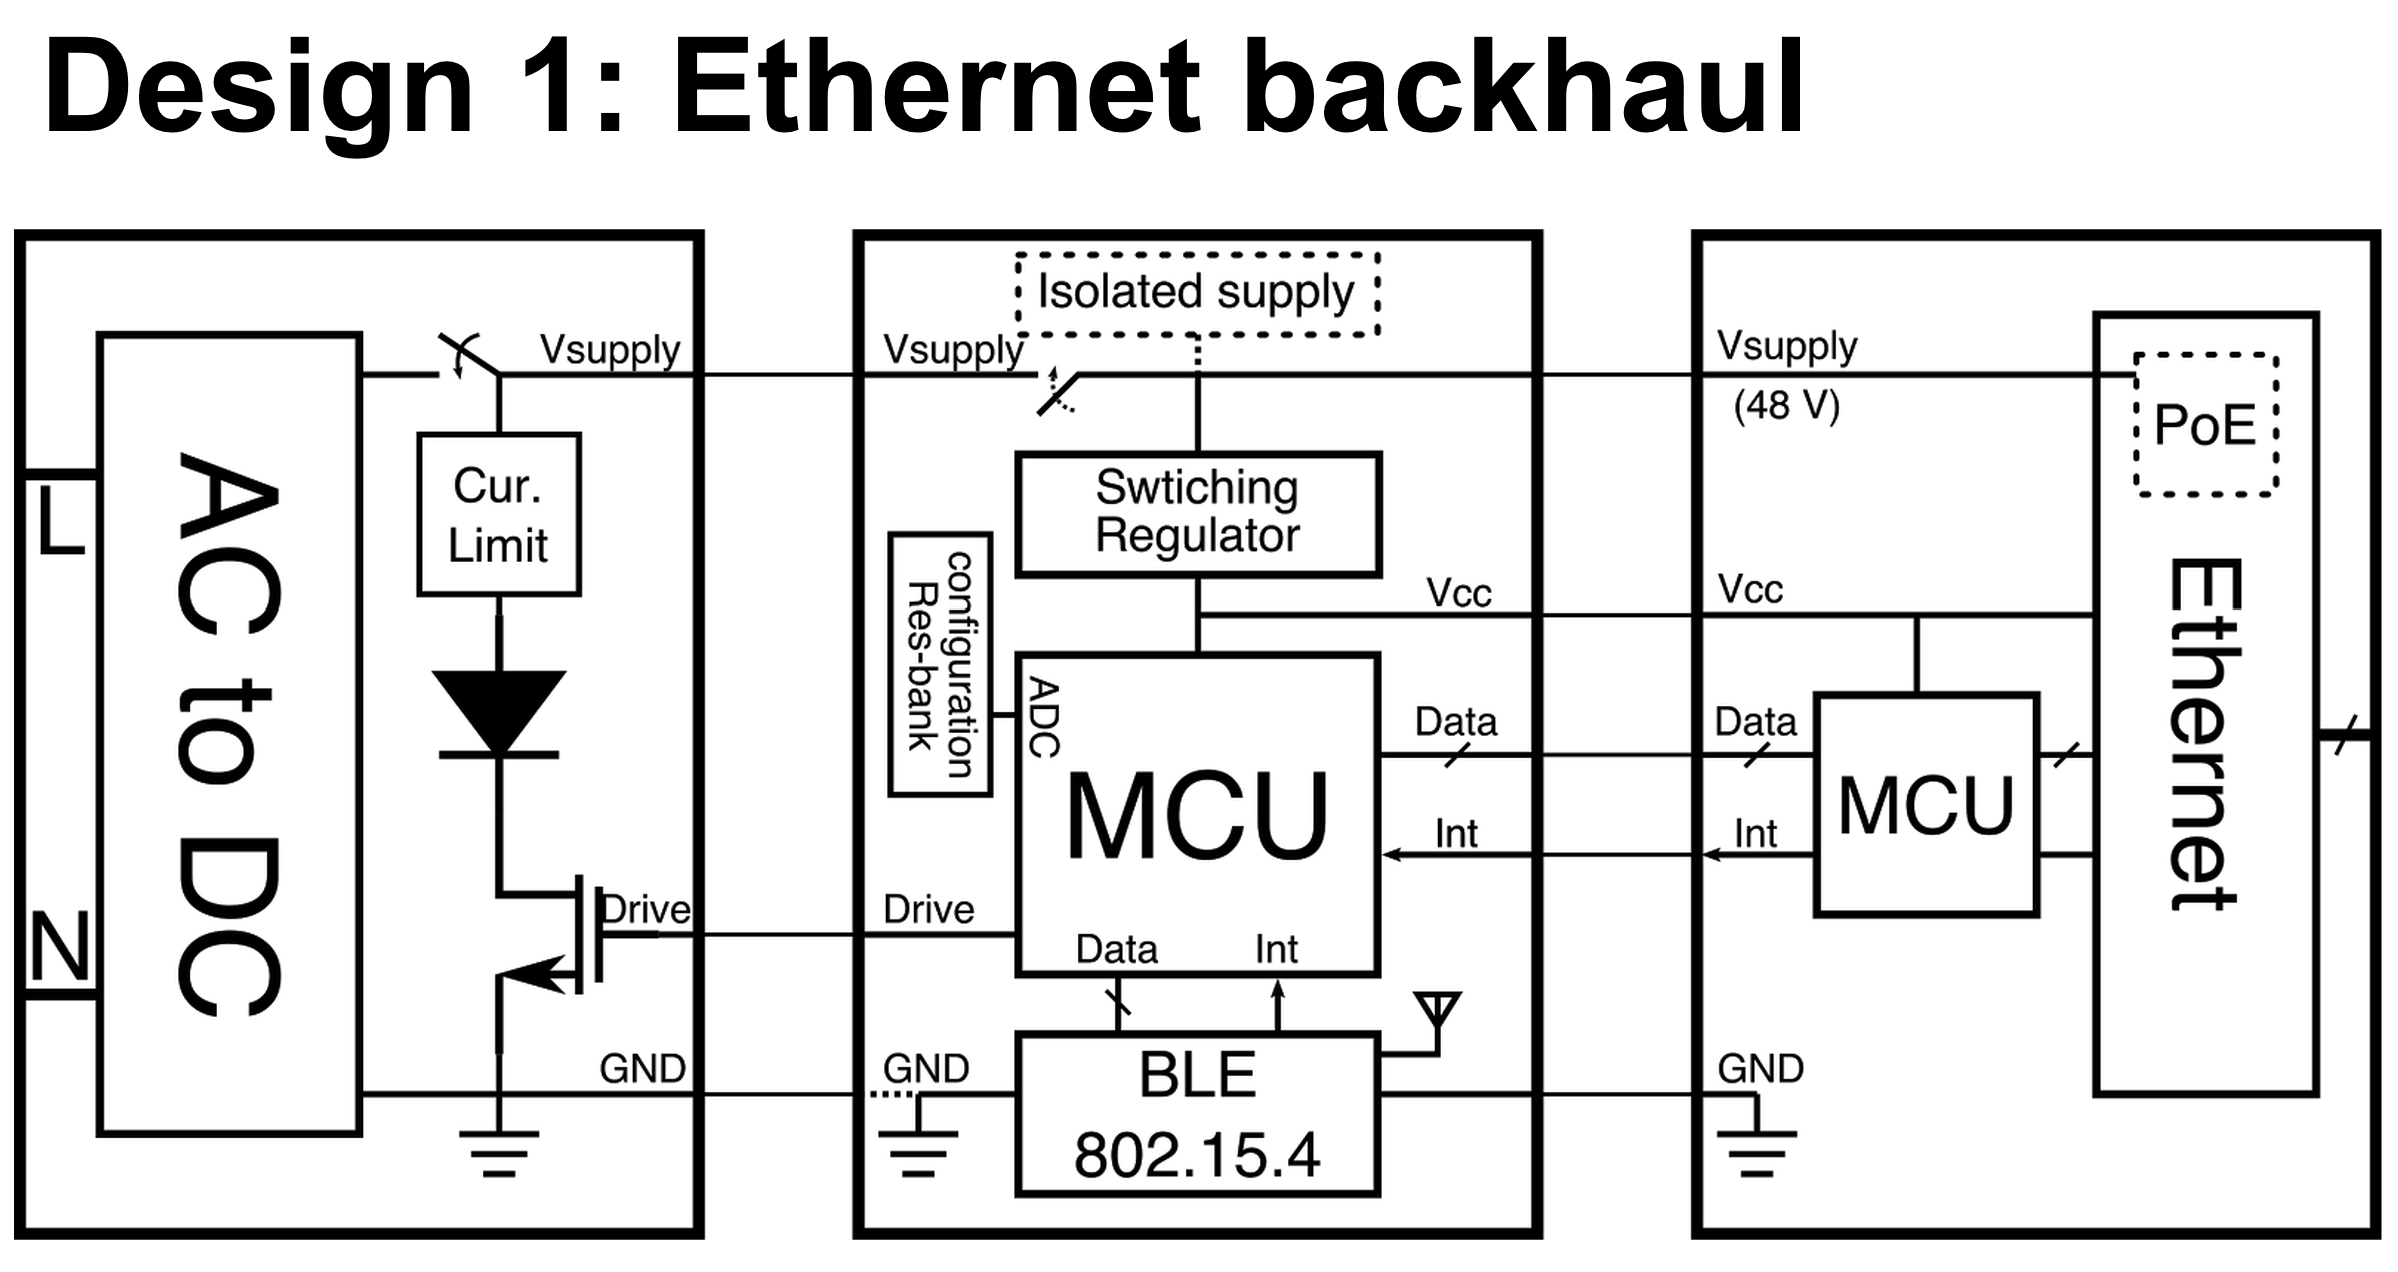 Design 1: Ethernet backhaul
L
N
AC to DC
Vsupply
Cur.
Limit
Drive
GND
Isolated supply
Vsupply
Swtiching
Regulator
configuration
Res-bank
ADC
MCU
Vcc
Data
Int
Drive
Data
Int
GND
BLE
802.15.4
Vsupply
(48 V)
PoE
Vcc
Data
Int
MCU
Ethernet
GND